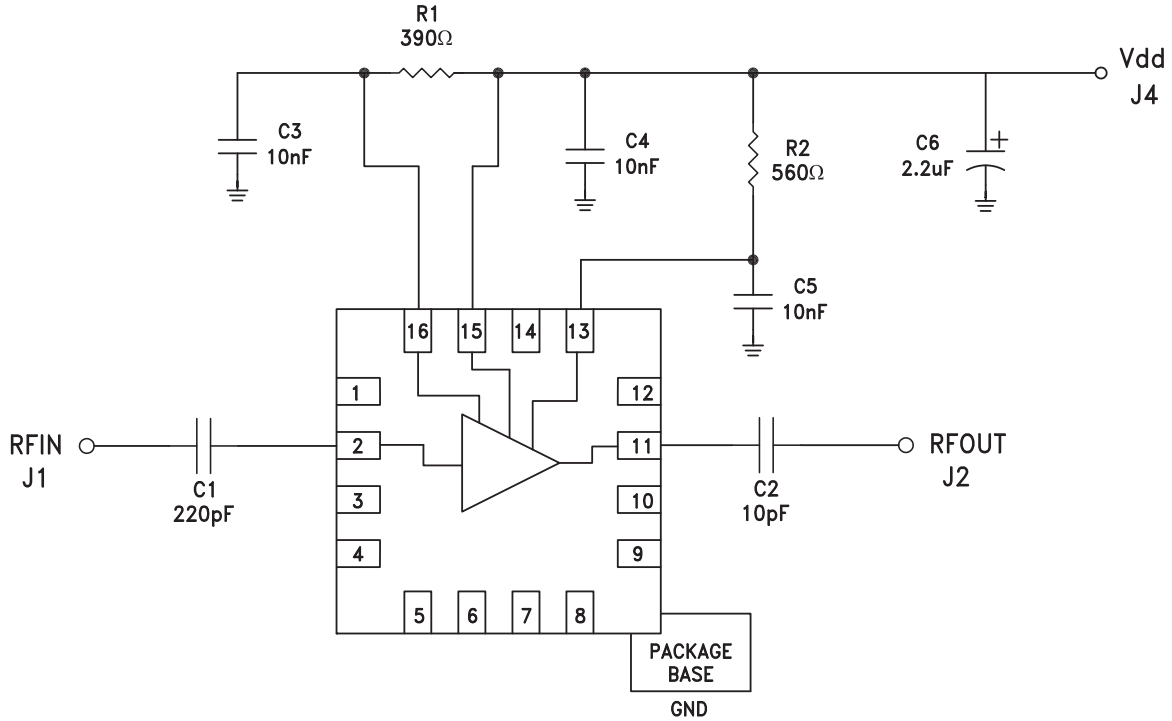 R1
390Ω
Vdd
J4
C3
10nF
C4
10nF
R2
560Ω
C6
+
2.2uF
C5
10nF
16
15
14
13
1
12
RFIN
J1
2
11
RFOUT
J2
C1
220pF
C2
10pF
3
10
4
9
5
6
7
8
PACKAGE
BASE
GND